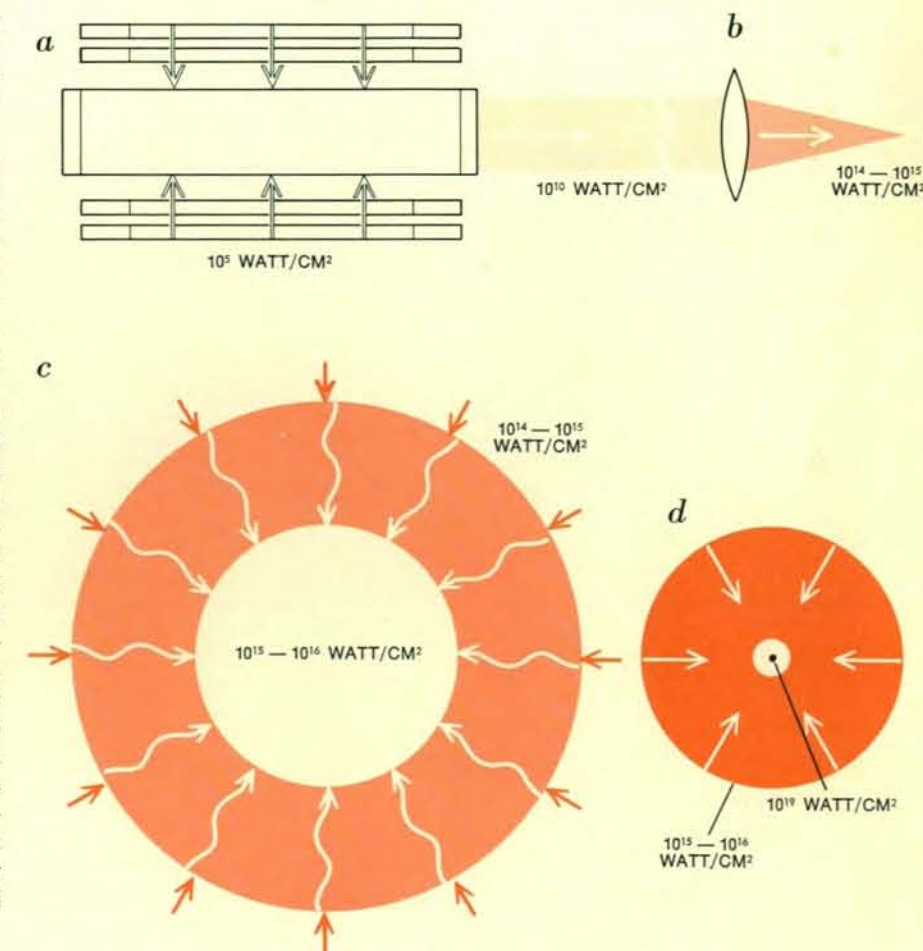 a
b
10⁵ WATT/CM²
10¹⁰ WATT/CM²
10¹⁴ — 10¹⁵
WATT/CM²
c
10¹⁴ — 10¹⁵
WATT/CM²
10¹⁵ — 10¹⁶ WATT/CM²
d
10¹⁹ WATT/CM²
10¹⁵ — 10¹⁶
WATT/CM²